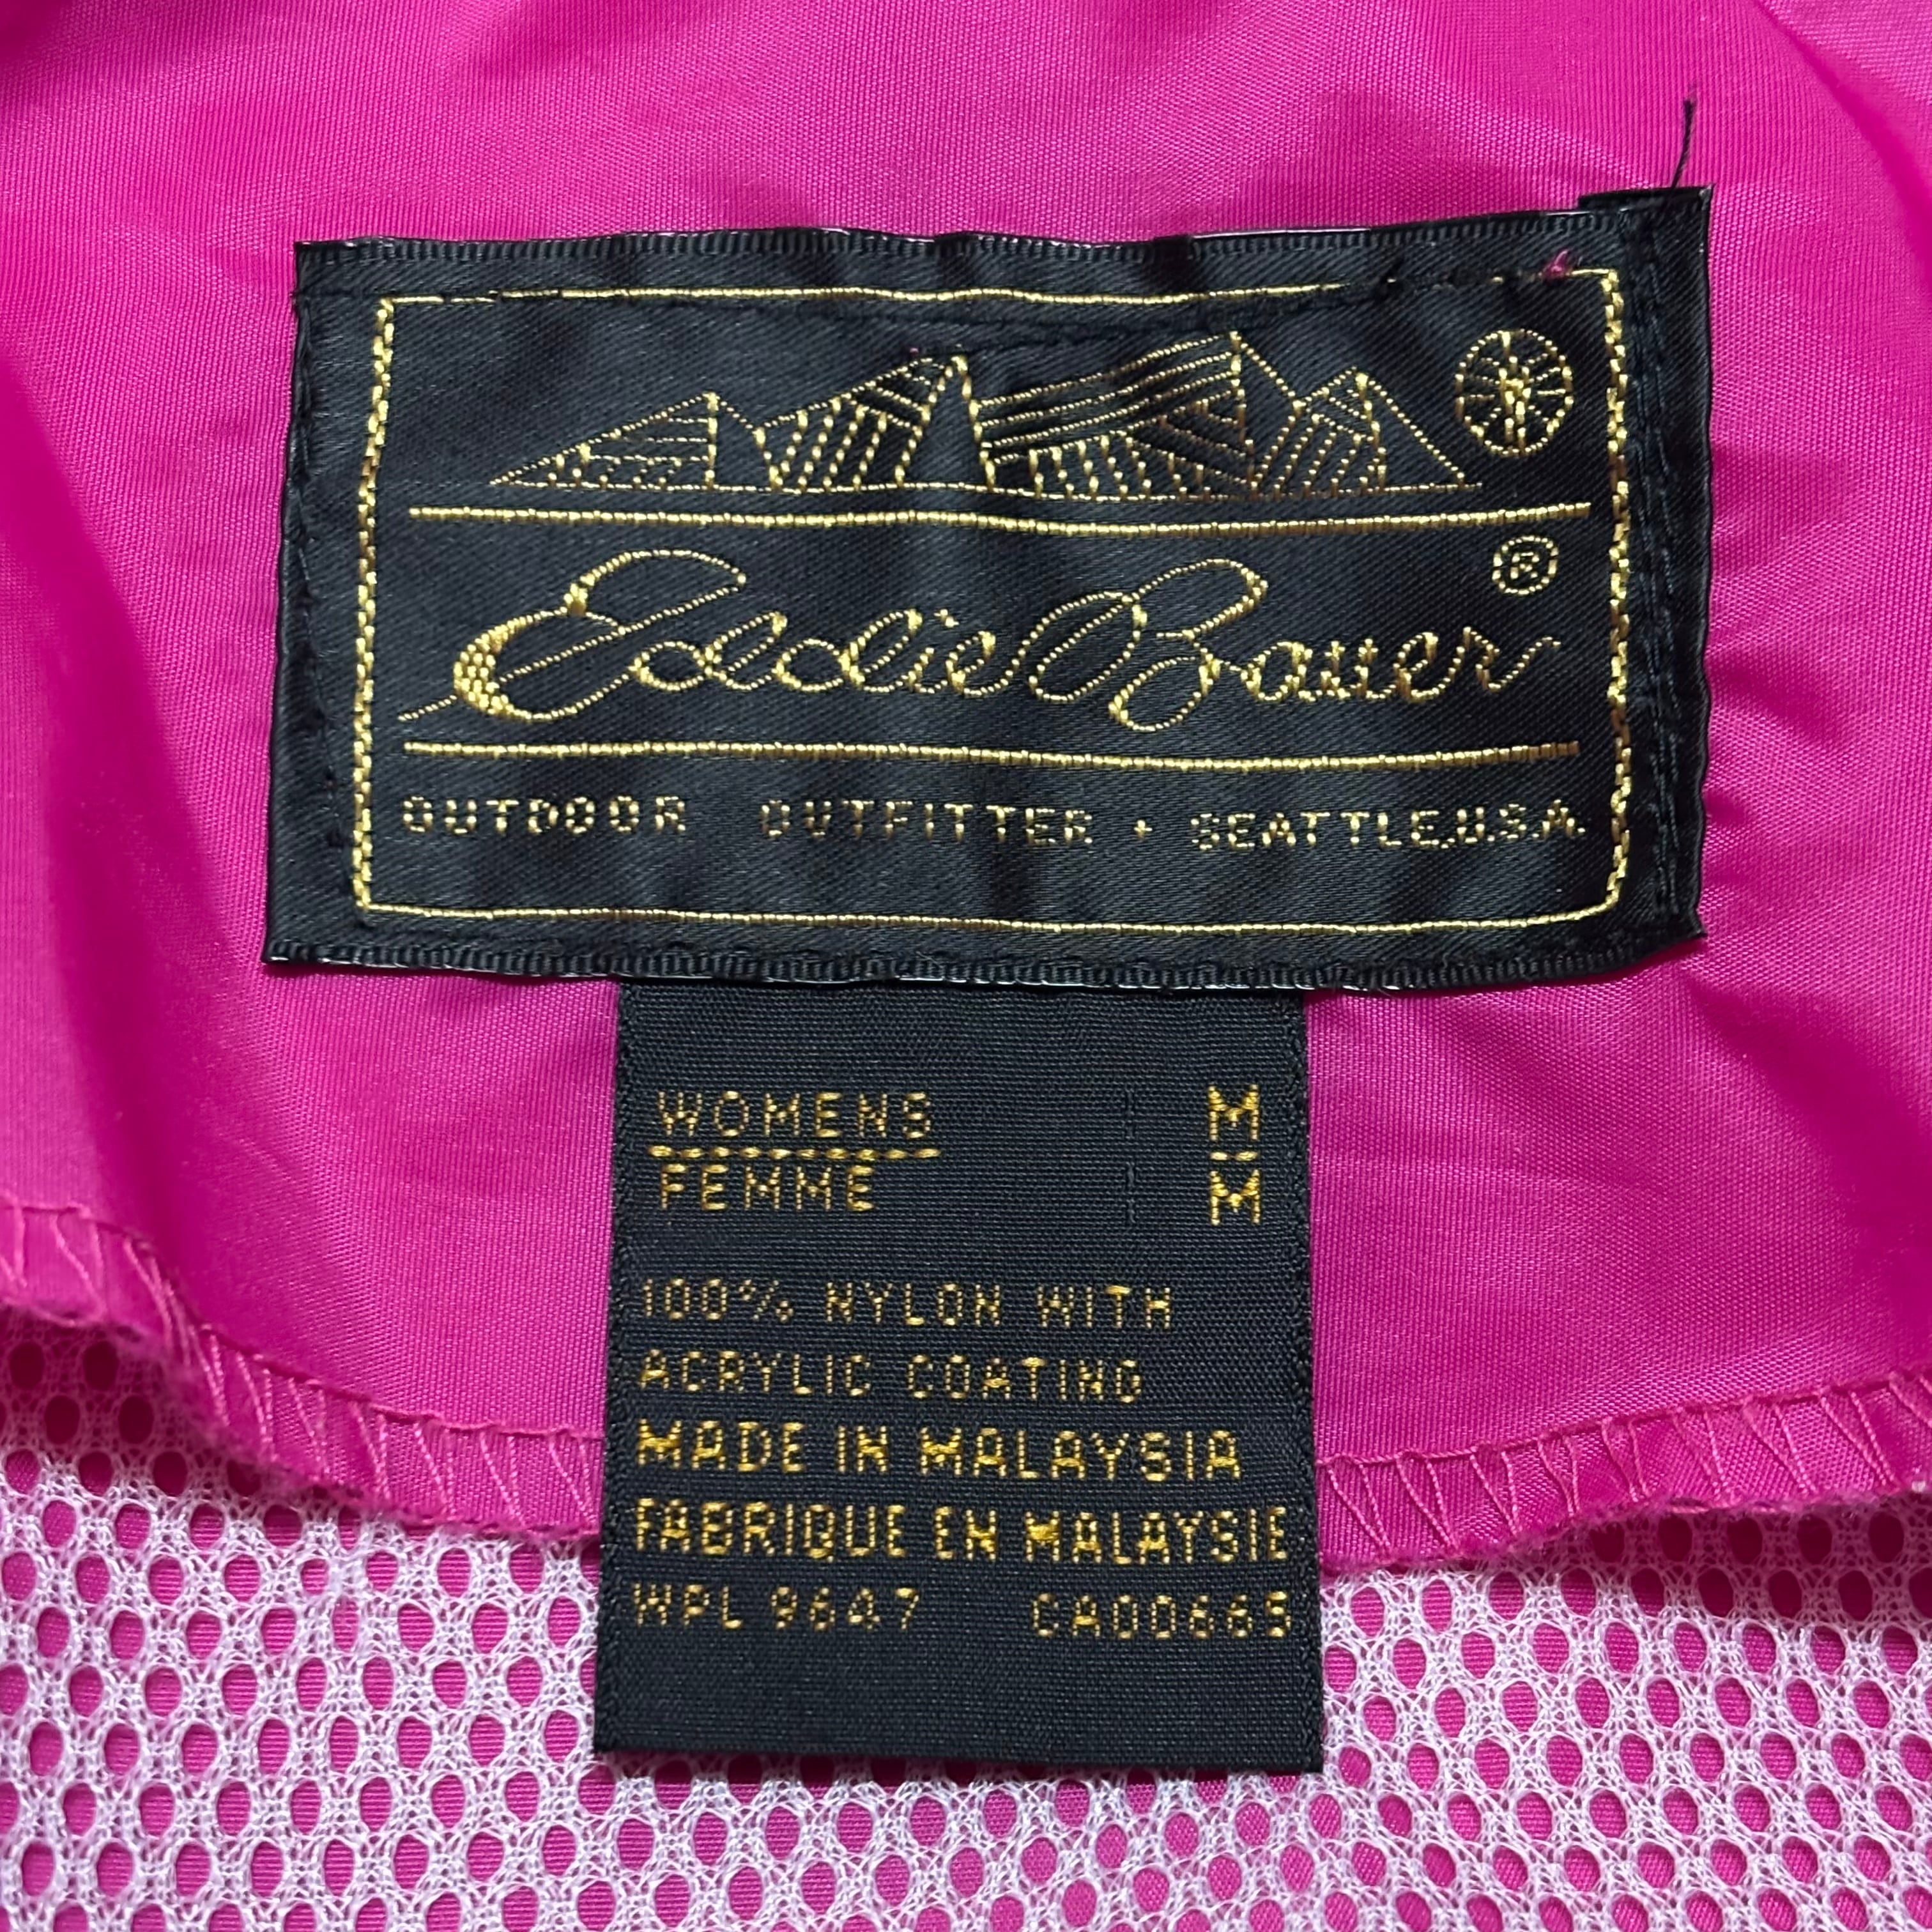 Eddie Bauer ®
OUTDOOR OUTFITTER • SEATTLE, U.S.A.
WOMENS M
FEMME M
100% NYLON WITH
ACRYLIC COATING
MADE IN MALAYSIA
FABRIQUE EN MALAYSIE
WPL 9647 CA00665